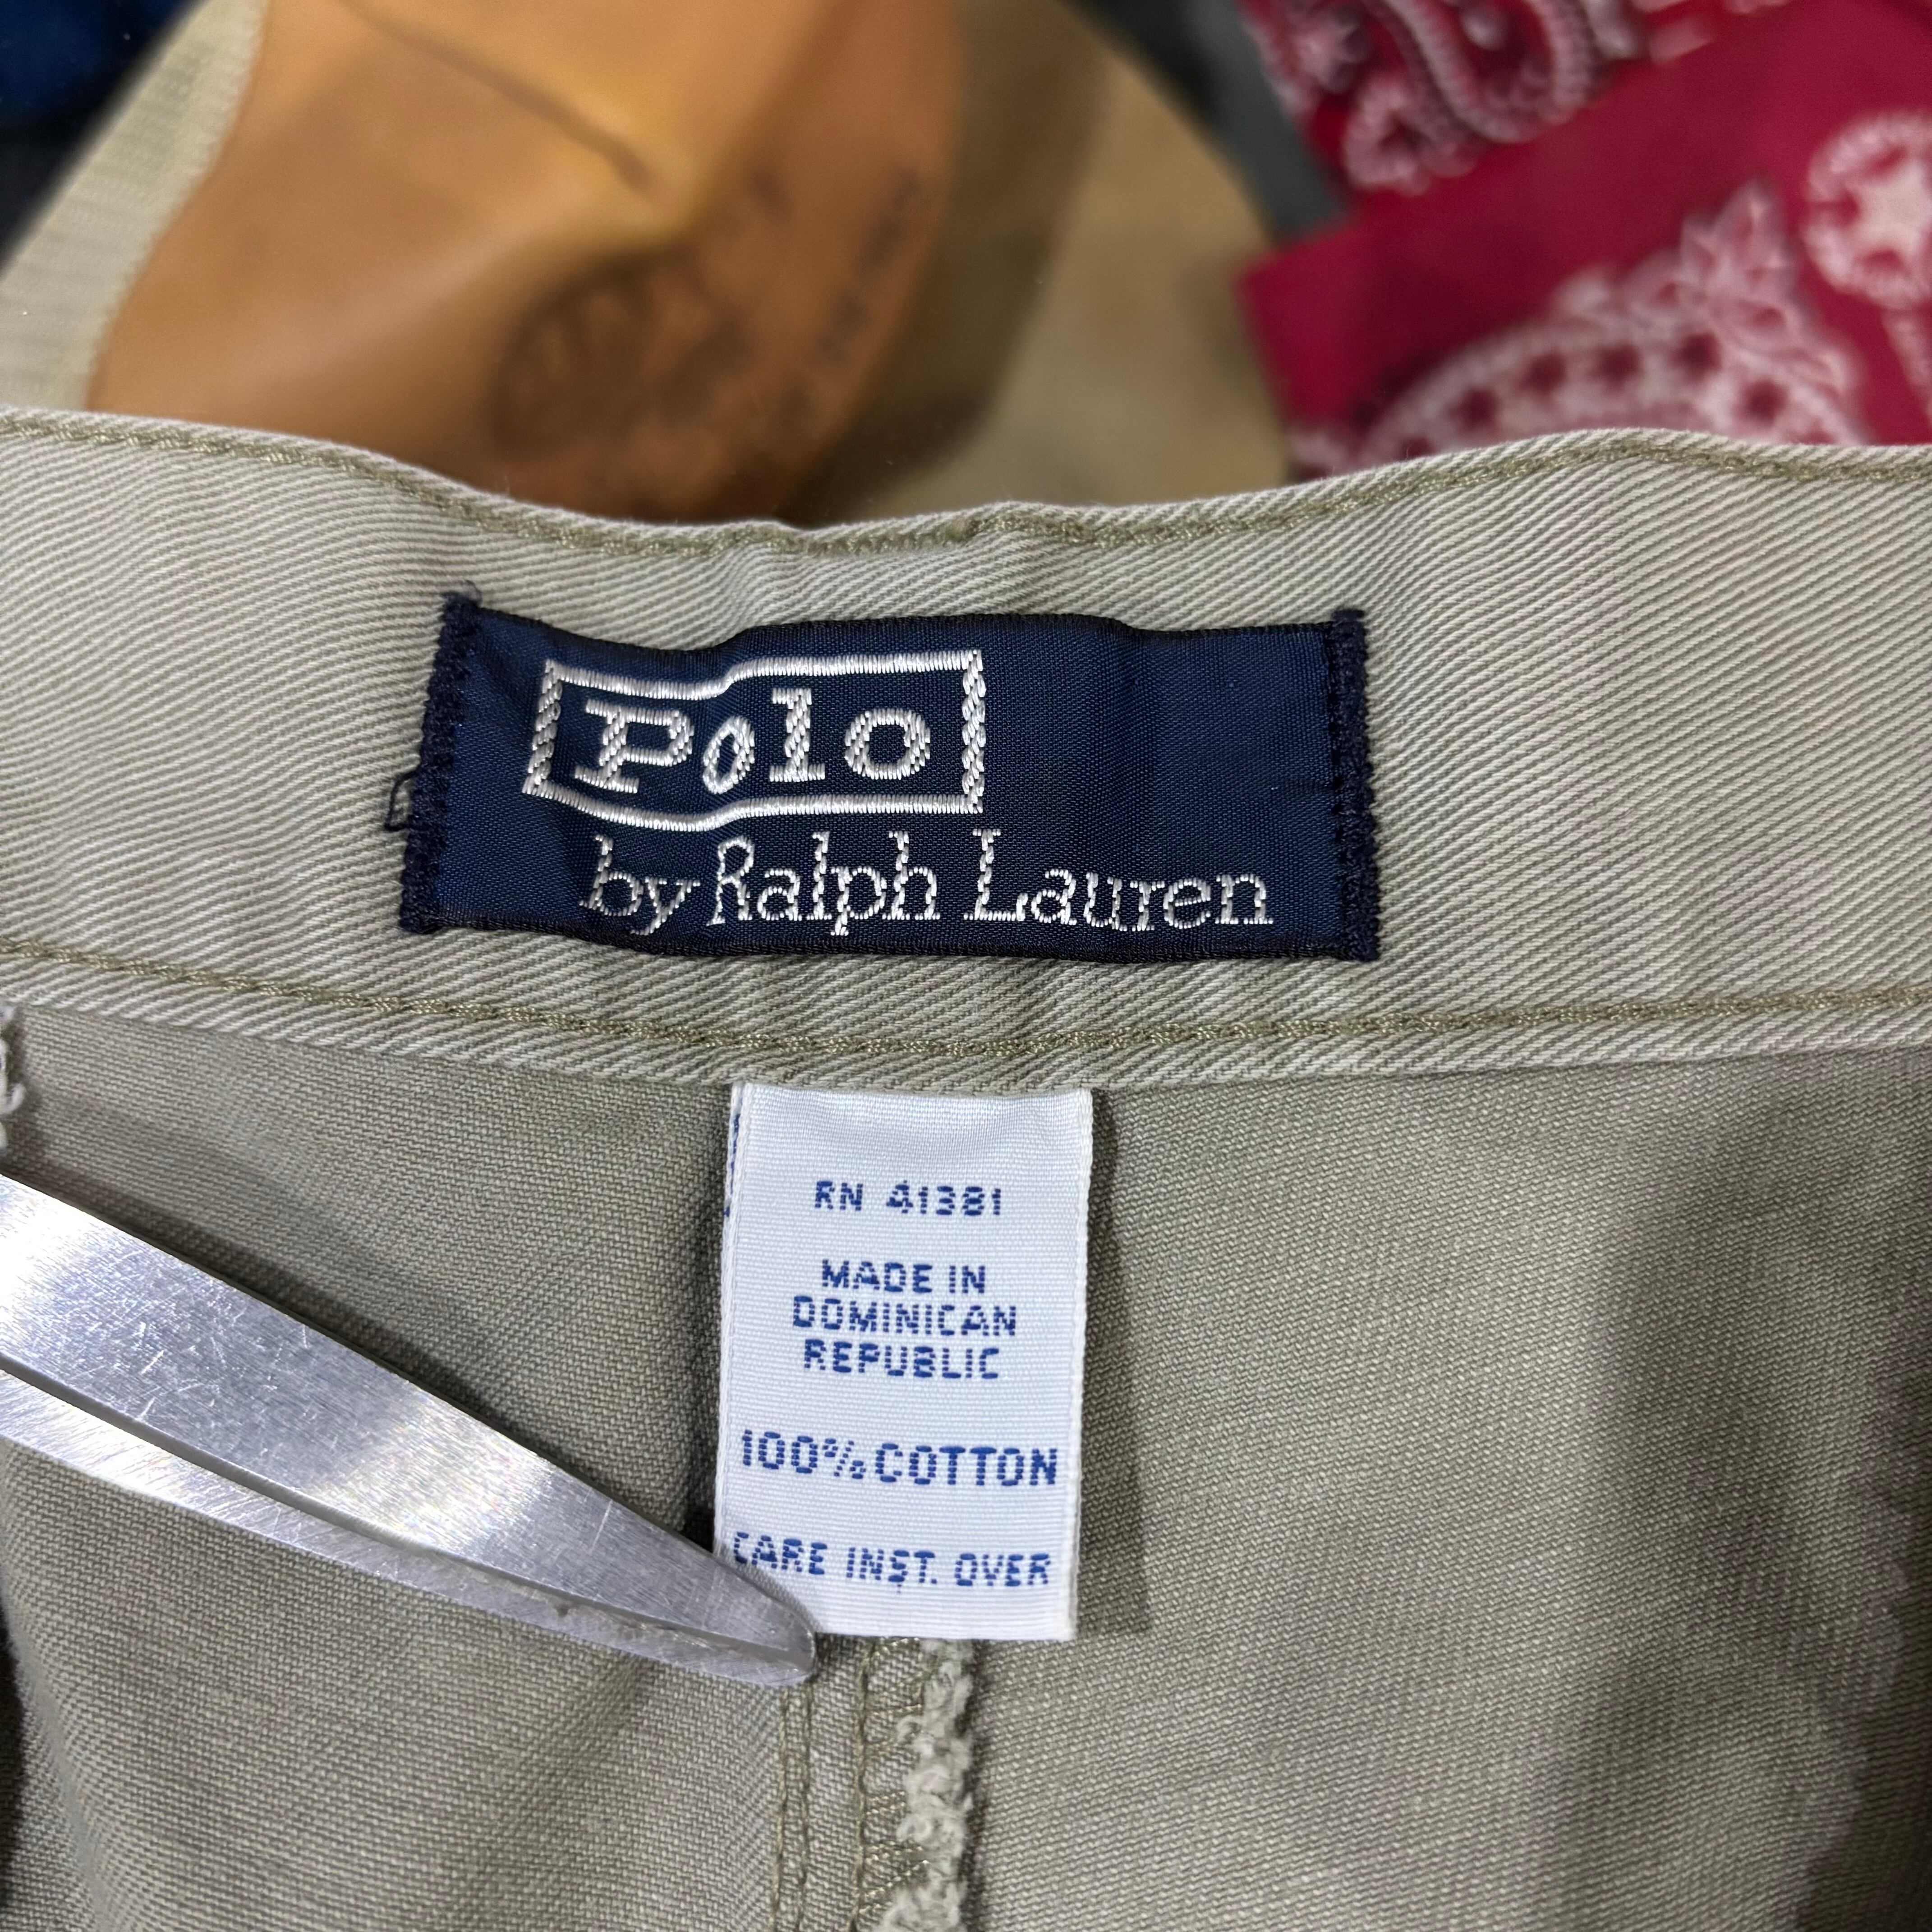 Polo
by Ralph Lauren
RN 41381
MADE IN
DOMINICAN
REPUBLIC
100% COTTON
CARE INST. OVER